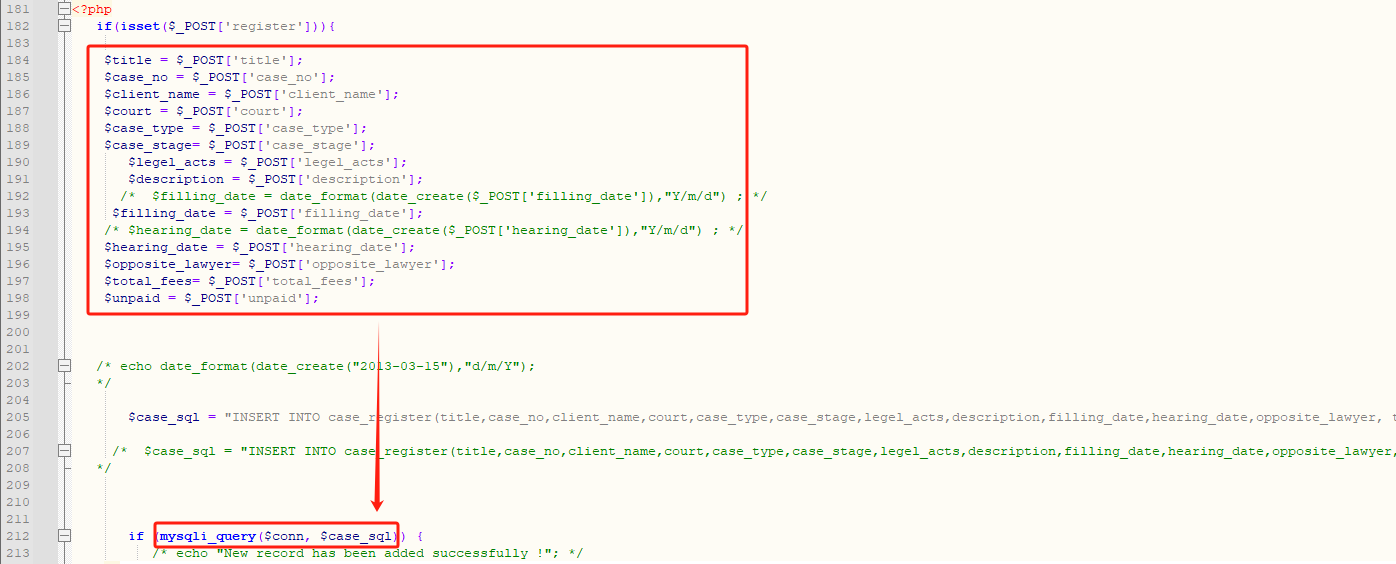 181 <?php
182 if(isset($_POST['register'])){
183
184 $title = $_POST['title'];
185 $case_no = $_POST['case_no'];
186 $client_name = $_POST['client_name'];
187 $court = $_POST['court'];
188 $case_type = $_POST['case_type'];
189 $case_stage= $_POST['case_stage'];
190 $legel_acts = $_POST['legel_acts'];
191 $description = $_POST['description'];
192 /*  $filling_date = date_format(date_create($_POST['filling_date']),"Y/m/d") ; */
193 $filling_date = $_POST['filling_date'];
194 /* $hearing_date = date_format(date_create($_POST['hearing_date']),"Y/m/d") ; */
195 $hearing_date = $_POST['hearing_date'];
196 $opposite_lawyer= $_POST['opposite_lawyer'];
197 $total_fees= $_POST['total_fees'];
198 $unpaid = $_POST['unpaid'];
199
200
201
202 /* echo date_format(date_create("2013-03-15"),"d/m/Y");
203 */
204
205 $case_sql = "INSERT INTO case_register(title,case_no,client_name,court,case_type,case_stage,legel_acts,description,filling_date,hearing_date,opposite_lawyer, t
206
207 /*  $case_sql = "INSERT INTO case_register(title,case_no,client_name,court,case_type,case_stage,legel_acts,description,filling_date,hearing_date,opposite_lawyer,
208 */
209
210
211
212 if (mysqli_query($conn, $case_sql)) {
213 /* echo "New record has been added successfully !"; */